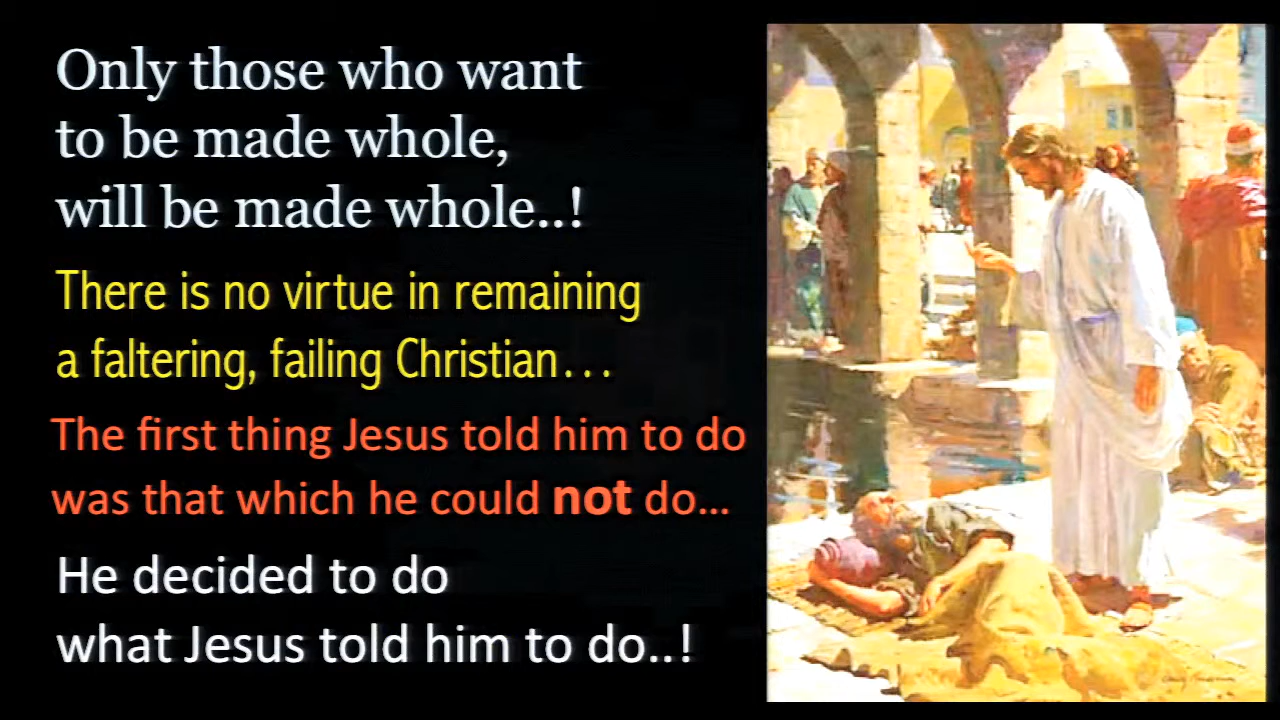 Only those who want
to be made whole,
will be made whole..!
There is no virtue in remaining
a faltering, failing Christian...
The first thing Jesus told him to do
was that which he could not do...
He decided to do
what Jesus told him to do..!